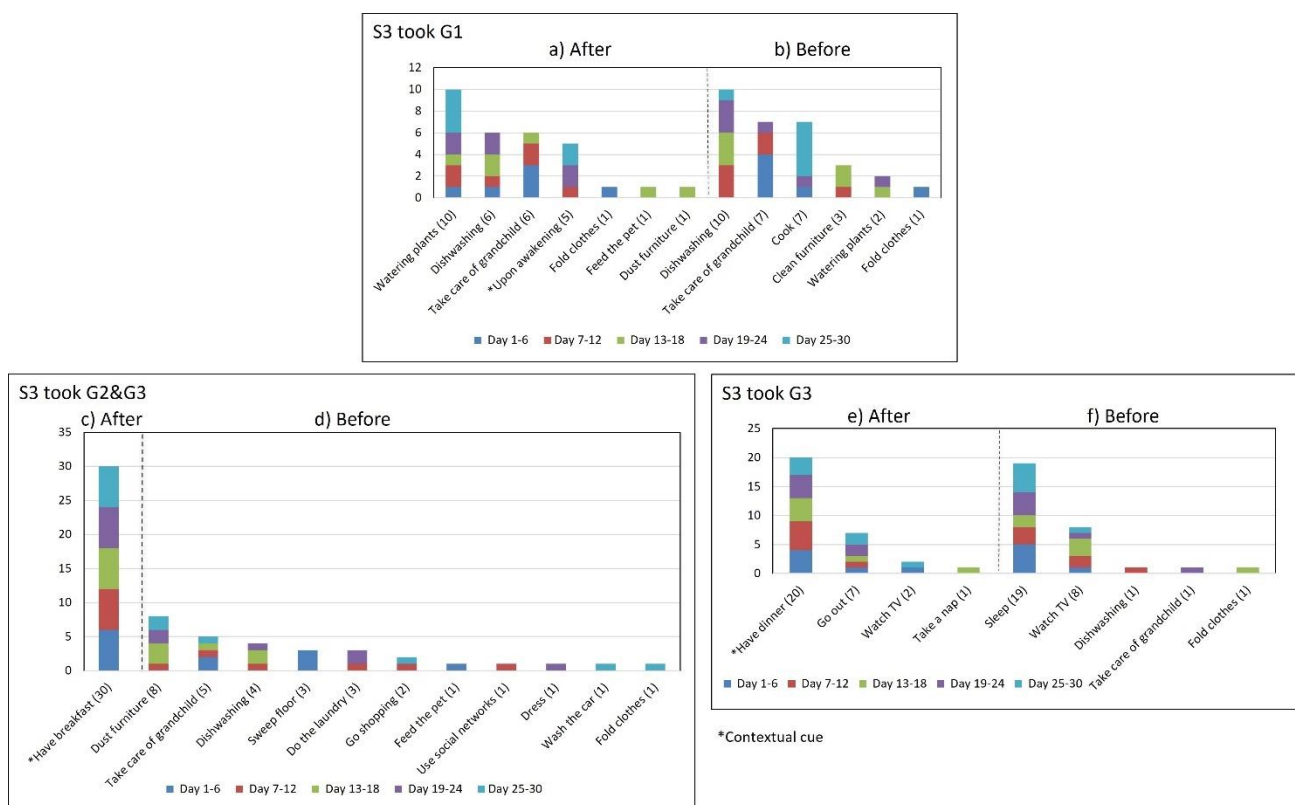 S3 took G1
a) After
b) Before
12
10
8
6
4
2
0
Watering plants (10)
Dishwashing (6)
Take care of grandchild (6)
*Upon awakening (5)
Fold clothes (1)
Feed the pet (1)
Dust furniture (1)
Dishwashing (10)
Take care of grandchild (7)
Cook (7)
Clean furniture (3)
Watering plants (2)
Fold clothes (1)
Day 1-6 Day 7-12 Day 13-18 Day 19-24 Day 25-30
S3 took G2&G3
c) After
d) Before
35
30
25
20
15
10
5
0
*Have breakfast (30)
Dust furniture (8)
Take care of grandchild (5)
Dishwashing (4)
Sweep floor (3)
Do the laundry (3)
Go shopping (2)
Feed the pet (1)
Use social networks (1)
Dress (1)
Wash the car (1)
Fold clothes (1)
Day 1-6 Day 7-12 Day 13-18 Day 19-24 Day 25-30
S3 took G3
e) After
f) Before
25
20
15
10
5
0
*Have dinner (20)
Go out (7)
Watch TV (2)
Take a nap (1)
Sleep (19)
Watch TV (8)
Dishwashing (1)
Take care of grandchild (1)
Fold clothes (1)
Day 1-6 Day 7-12 Day 13-18 Day 19-24 Day 25-30
*Contextual cue